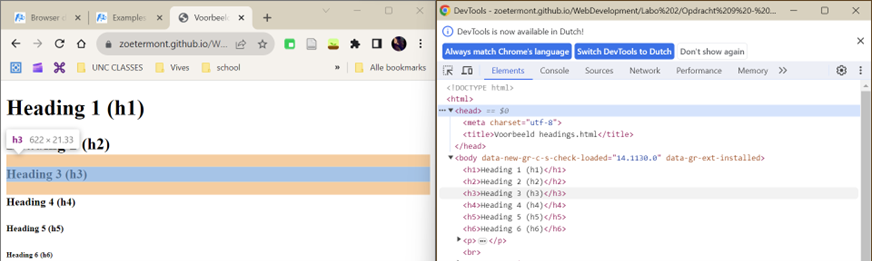 Browser c
Examples
Voorbeeld
zoetermont.github.io/W...
UNC CLASSES
Vives
school
Alle bookmarks
Heading 1 (h1)
(h2)
h3 622 × 21.33
Heading 3 (h3)
Heading 4 (h4)
Heading 5 (h5)
Heading 6 (h6)
DevTools - zoetermont.github.io/WebDevelopment/Labo%202/Opdracht%209%20-%20...
DevTools is now available in Dutch!
Always match Chrome's language Switch DevTools to Dutch Don't show again
Elements Console Sources Network Performance Memory
<!DOCTYPE html>
<html>
<head> == $0
<meta charset="utf-8">
<title>Voorbeeld headings.html</title>
</head>
<body data-new-gr-c-s-check-loaded="14.1130.0" data-gr-ext-installed>
<h1>Heading 1 (h1)</h1>
<h2>Heading 2 (h2)</h2>
<h3>Heading 3 (h3)</h3>
<h4>Heading 4 (h4)</h4>
<h5>Heading 5 (h5)</h5>
<h6>Heading 6 (h6)</h6>
<p>…</p>
<br>